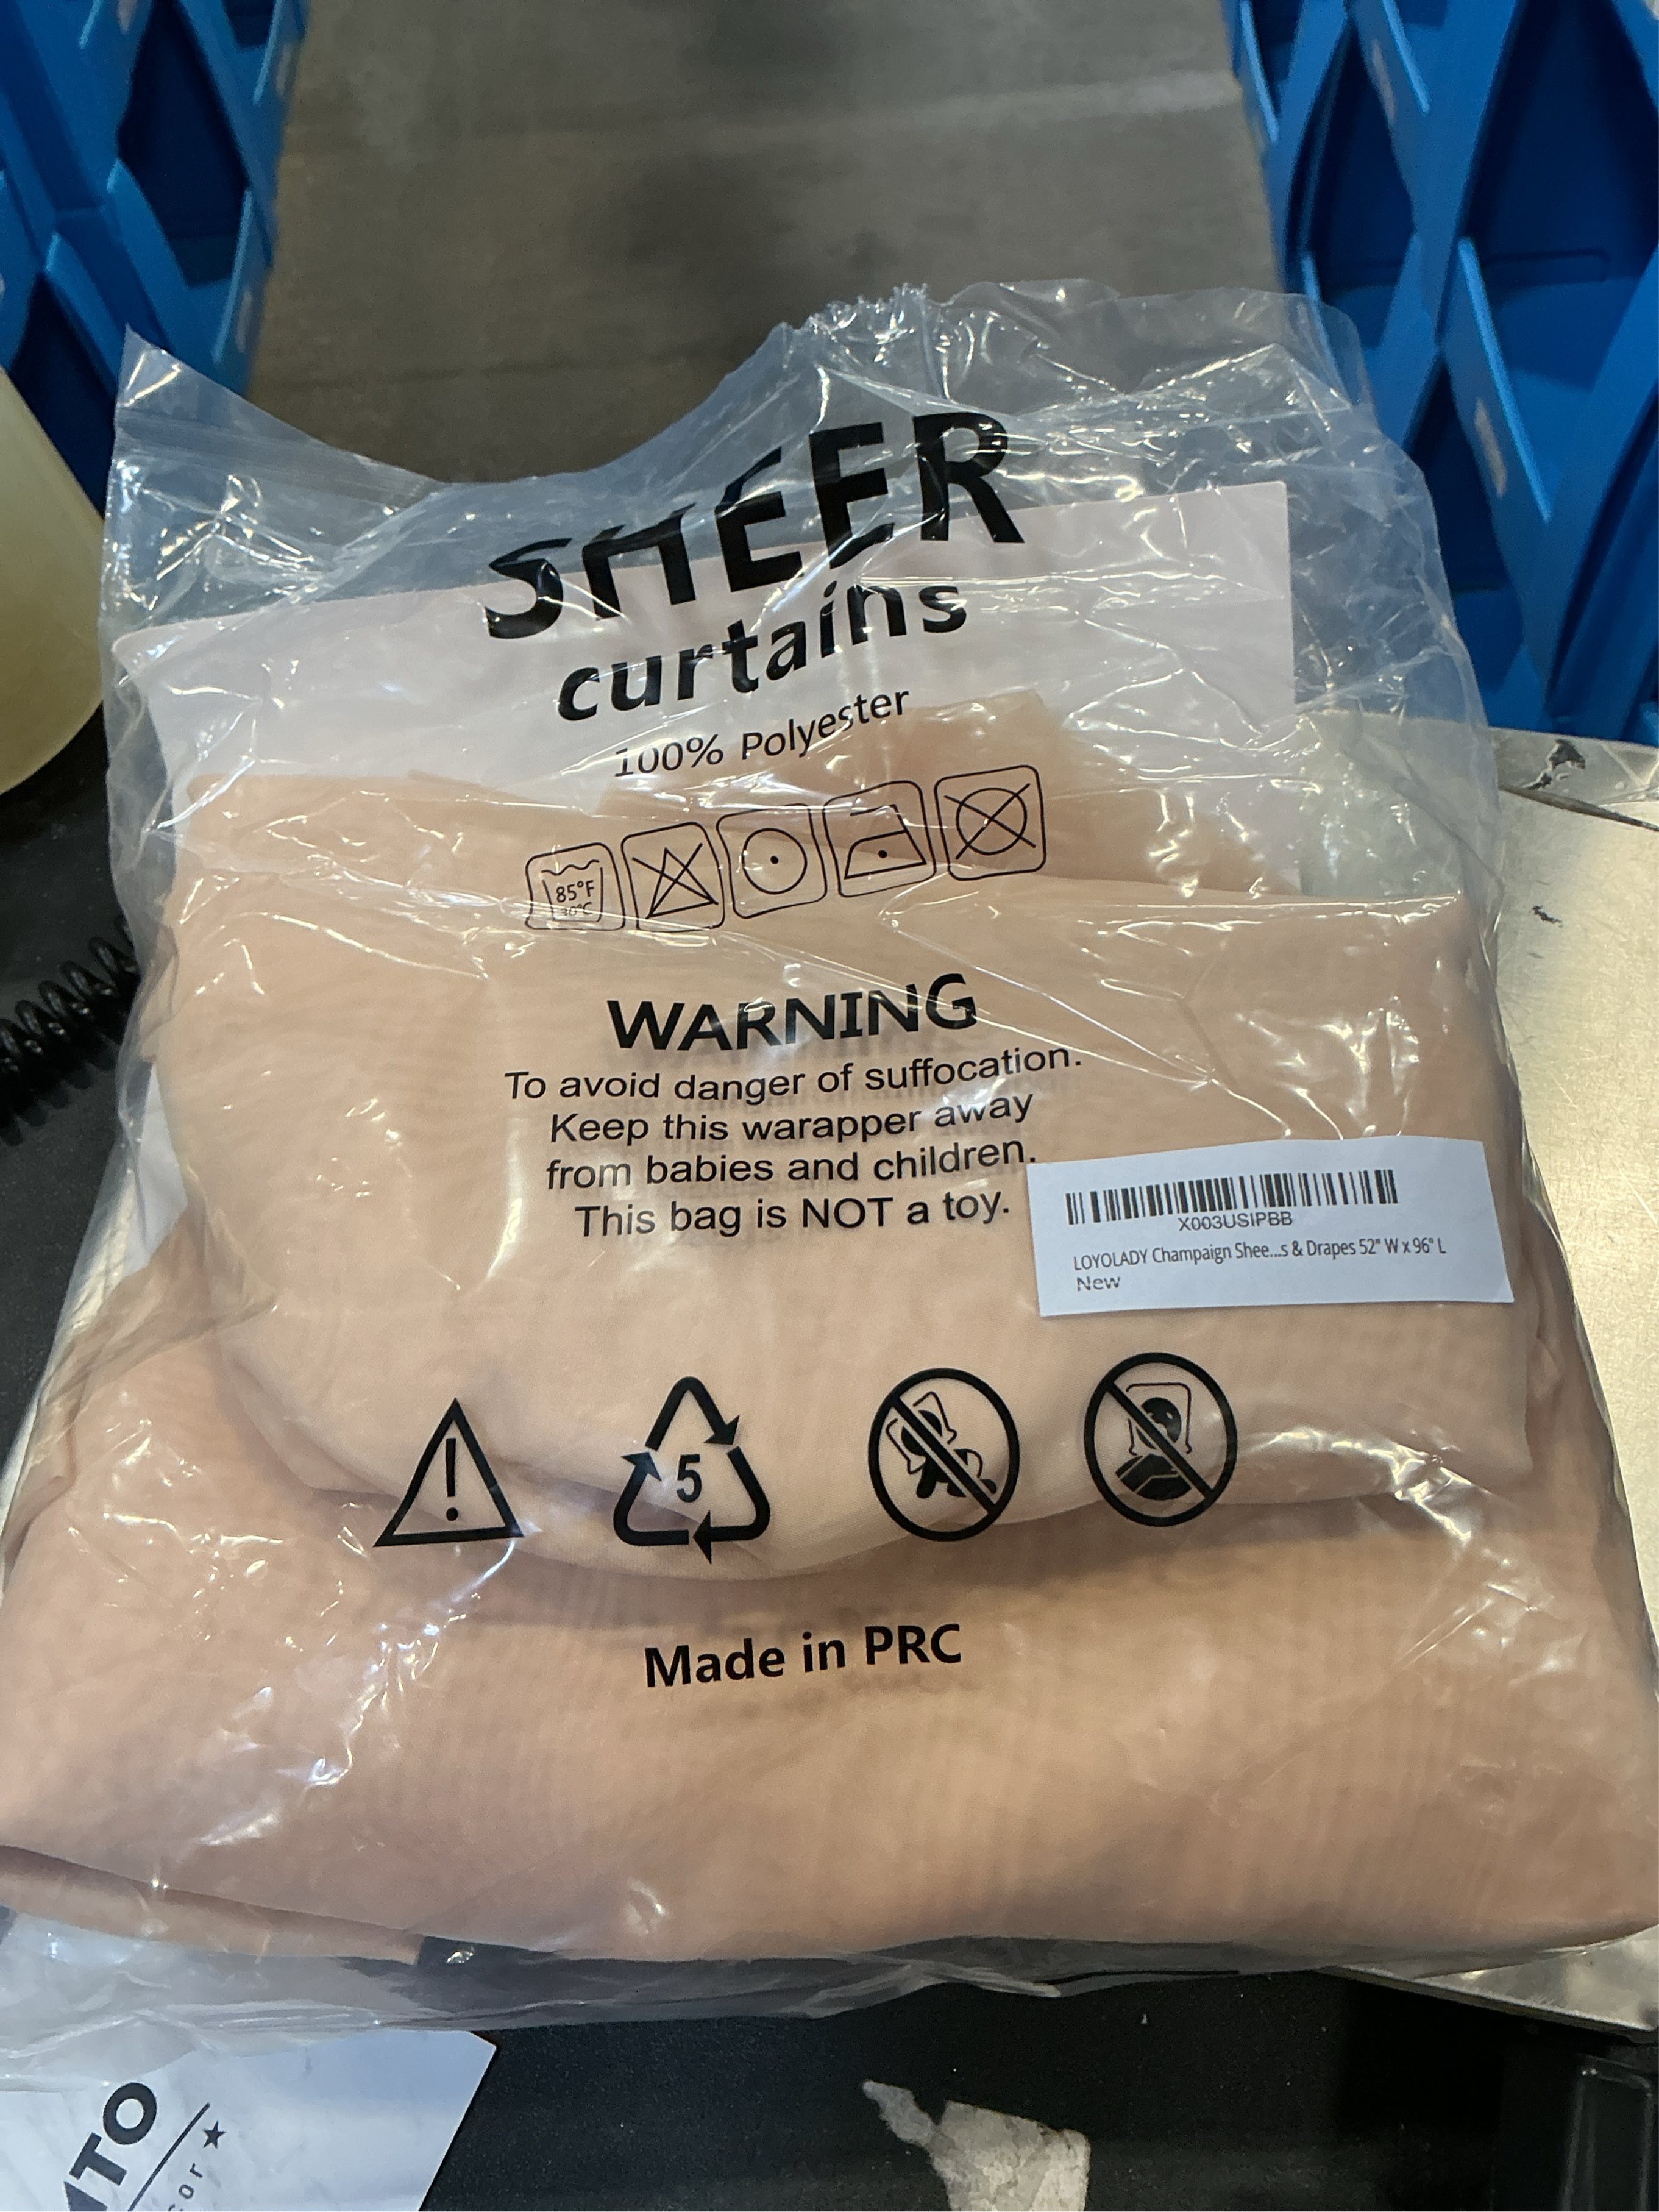 SHEER
curtains
100% Polyester
85°F
30°C
WARNING
To avoid danger of suffocation.
Keep this warapper away
from babies and children.
This bag is NOT a toy.
X003USIPBB
LOYOLADY Champaign Shee...s & Drapes 52" W x 96" L
New
5
Made in PRC